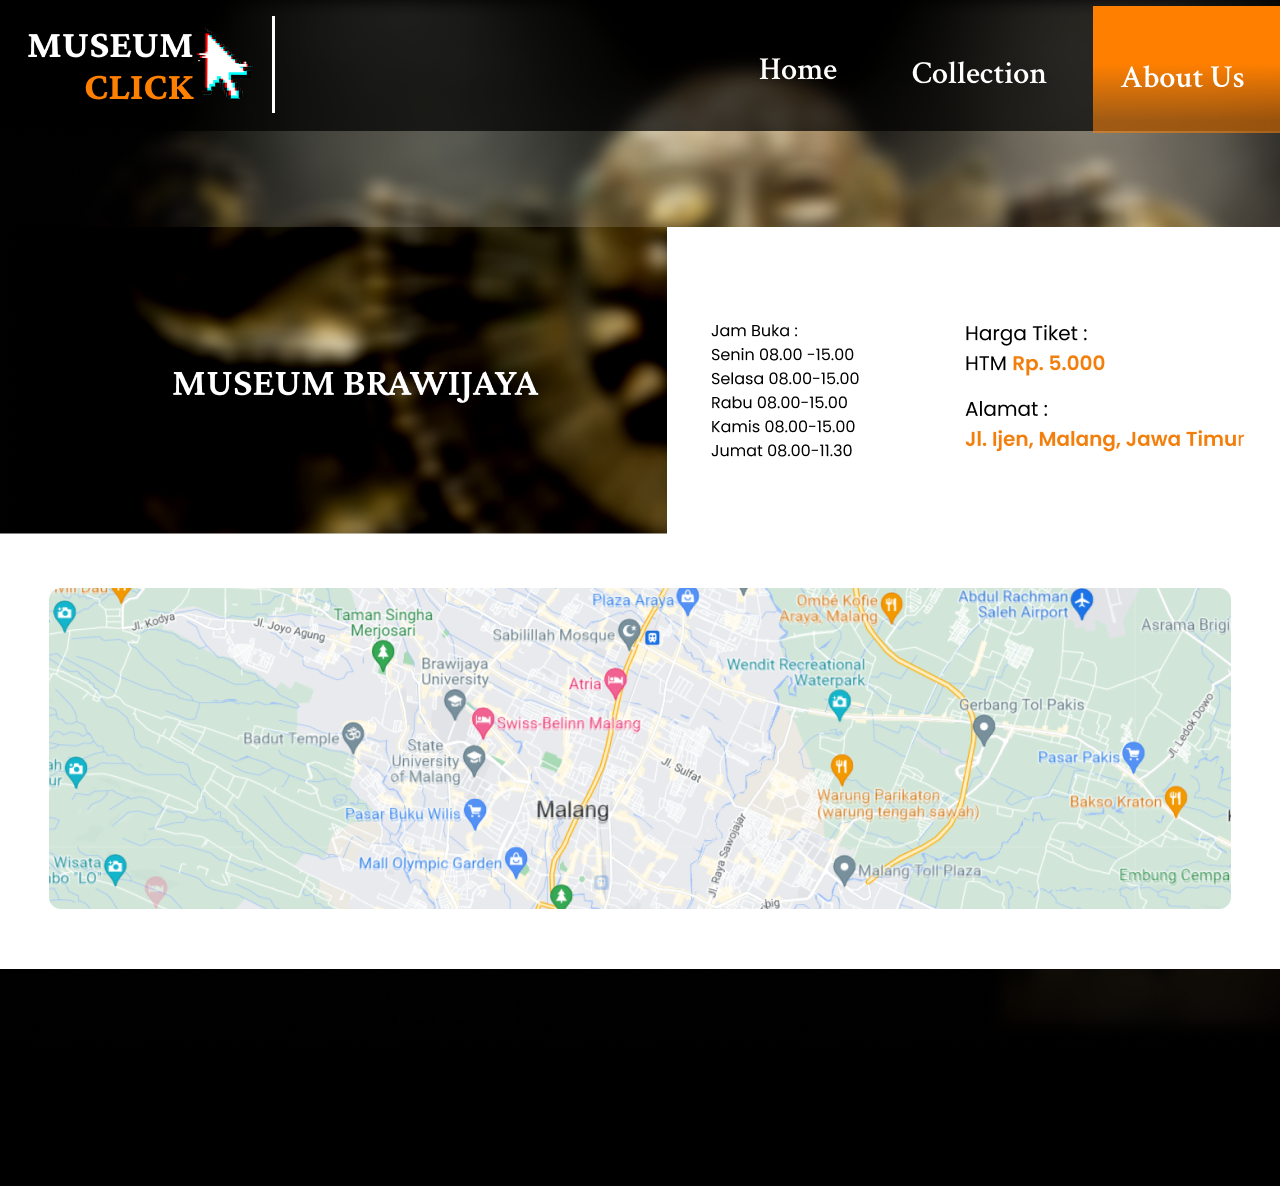 MUSEUM
CLICK
Home
Collection
About Us
MUSEUM BRAWIJAYA
Jam Buka :
Senin 08.00 -15.00
Selasa 08.00-15.00
Rabu 08.00-15.00
Kamis 08.00-15.00
Jumat 08.00-11.30
Harga Tiket :
HTM Rp. 5.000
Alamat :
Jl. Ijen, Malang, Jawa Timur
Jl. Kodya
Jl. Joyo Agung
Taman Singha
Merjosari
Plaza Araya
Sabilillah Mosque
Ombé Kofie
Araya, Malang
Abdul Rachman
Saleh Airport
Asrama Brigi
Brawijaya
University
Atria
Swiss-Belinn Malang
Wendit Recreational
Waterpark
Gerbang Tol Pakis
Jl. Ledok Dowo
Badut Temple
State
University
of Malang
Jl. Sulfat
Pasar Pakis
Warung Parikaton
(warung tengah sawah)
Bakso Kraton
Pasar Buku Wilis
Malang
Jl. Raya Sawojajar
Mall Olympic Garden
Malang Toll Plaza
Embung Cempa
Wisata
bo "LO"
big